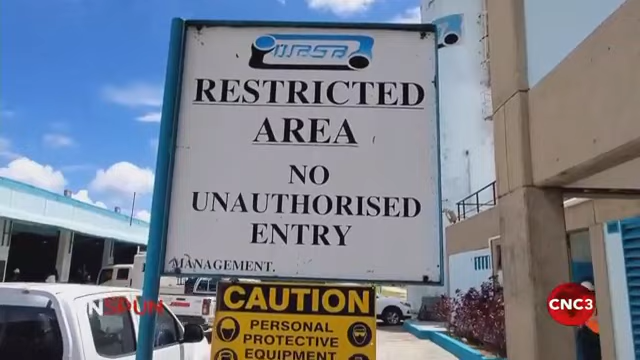 wasa
RESTRICTED
AREA
NO
UNAUTHORISED
ENTRY
MANAGEMENT.
CAUTION
PERSONAL
PROTECTIVE
EQUIPMENT
CNC3